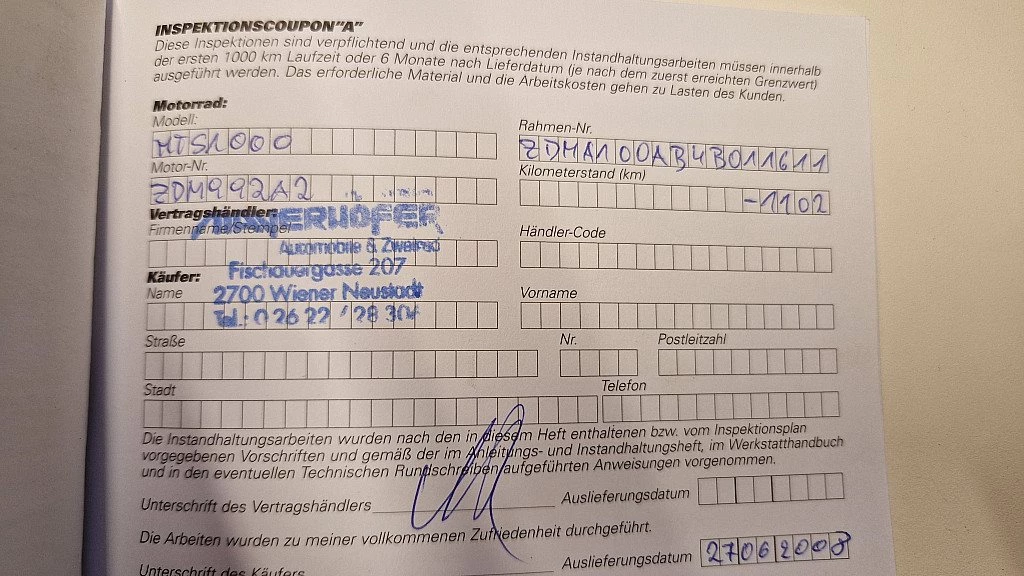 INSPEKTIONSCOUPON"A"
Diese Inspektionen sind verpflichtend und die entsprechenden Instandhaltungsarbeiten müssen innerhalb
der ersten 1000 km Laufzeit oder 6 Monate nach Lieferdatum (je nach dem zuerst erreichten Grenzwert)
ausgeführt werden. Das erforderliche Material und die Arbeitskosten gehen zu Lasten des Kunden.
Motorrad:
Modell:
MTS1000
Rahmen-Nr.
ZDMA100AB4B011611
Motor-Nr.
ZDM992A2
Kilometerstand (km)
-1102
Vertragshändler:
Firmenname/Stempel
Automobile & Zweirad
Fischauergasse 207
2700 Wiener Neustadt
Tel.: 0 26 22 / 28 304
Händler-Code
Käufer:
Name
Vorname
Straße
Nr.
Postleitzahl
Stadt
Telefon
Die Instandhaltungsarbeiten wurden nach den in diesem Heft enthaltenen bzw. vom Inspektionsplan
vorgegebenen Vorschriften und gemäß der im Anleitungs- und Instandhaltungsheft, im Werkstatthandbuch
und in den eventuellen Technischen Rundschreiben aufgeführten Anweisungen vorgenommen.
Unterschrift des Vertragshändlers
Auslieferungsdatum
Die Arbeiten wurden zu meiner vollkommenen Zufriedenheit durchgeführt.
Unterschrift des Käufers
Auslieferungsdatum
27062008